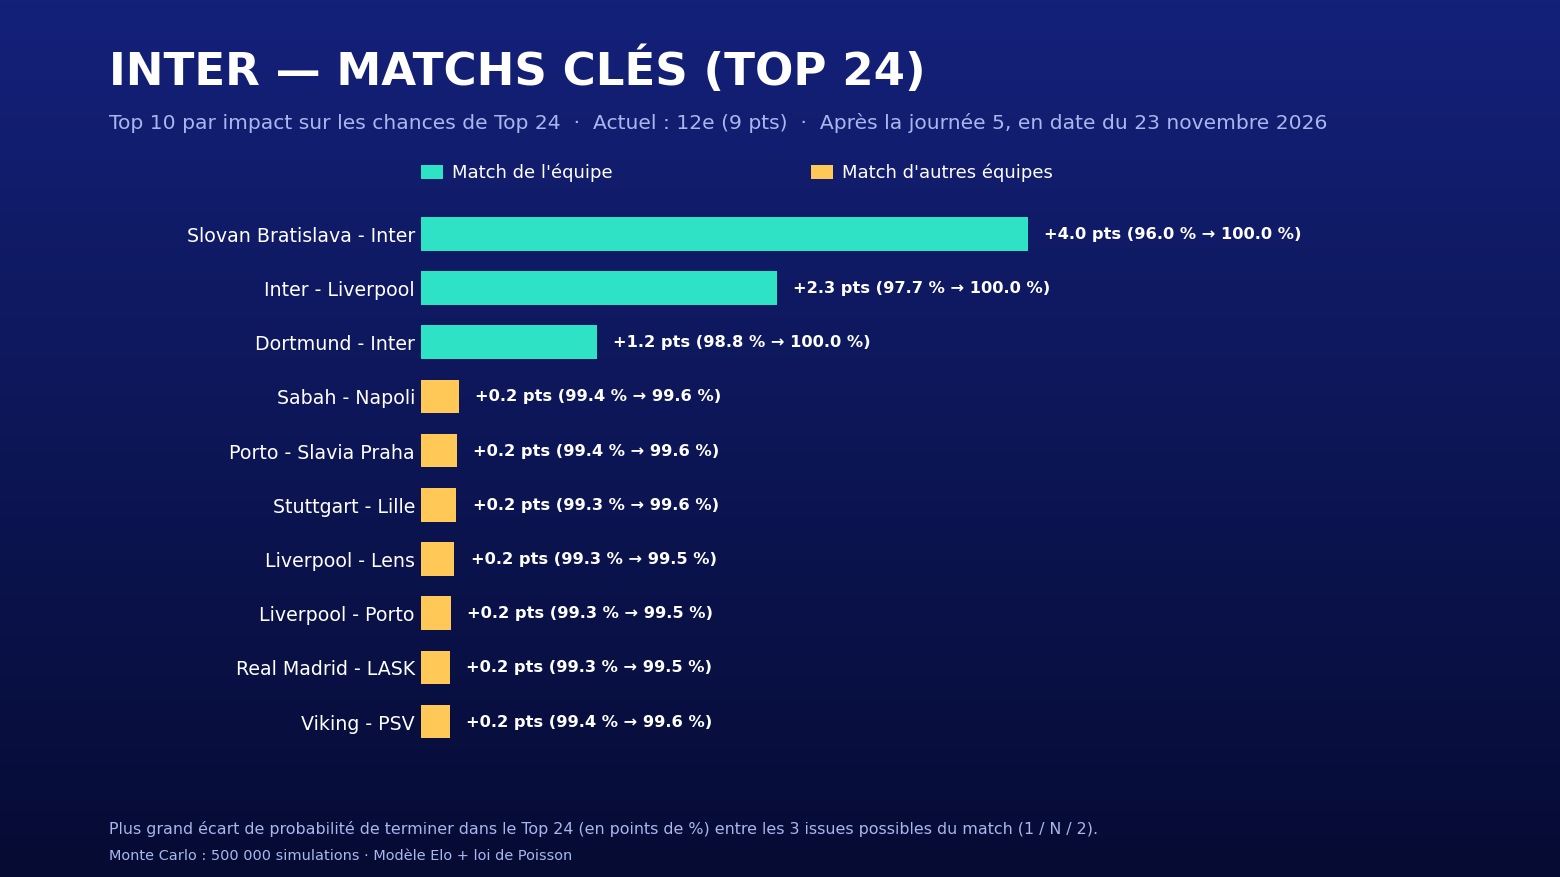 INTER — MATCHS CLÉS (TOP 24)
Top 10 par impact sur les chances de Top 24 · Actuel : 12e (9 pts) · Après la journée 5, en date du 23 novembre 2026
Match de l'équipe
Match d'autres équipes
Slovan Bratislava - Inter +4.0 pts (96.0 % → 100.0 %)
Inter - Liverpool +2.3 pts (97.7 % → 100.0 %)
Dortmund - Inter +1.2 pts (98.8 % → 100.0 %)
Sabah - Napoli +0.2 pts (99.4 % → 99.6 %)
Porto - Slavia Praha +0.2 pts (99.4 % → 99.6 %)
Stuttgart - Lille +0.2 pts (99.3 % → 99.6 %)
Liverpool - Lens +0.2 pts (99.3 % → 99.5 %)
Liverpool - Porto +0.2 pts (99.3 % → 99.5 %)
Real Madrid - LASK +0.2 pts (99.3 % → 99.5 %)
Viking - PSV +0.2 pts (99.4 % → 99.6 %)
Plus grand écart de probabilité de terminer dans le Top 24 (en points de %) entre les 3 issues possibles du match (1 / N / 2).
Monte Carlo : 500 000 simulations · Modèle Elo + loi de Poisson